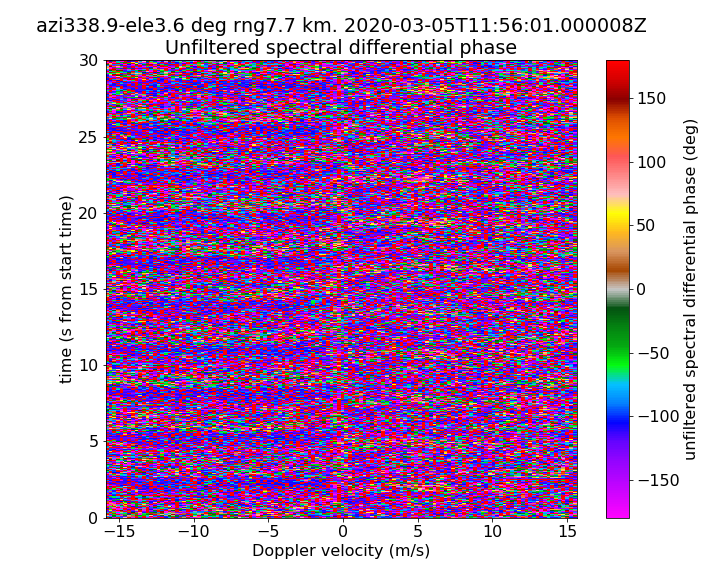 azi338.9-ele3.6 deg rng7.7 km. 2020-03-05T11:56:01.000008Z
Unfiltered spectral differential phase
30
25
20
15
10
5
0
time (s from start time)
−15 −10 −5 0 5 10 15
Doppler velocity (m/s)
150
100
50
0
−50
−100
−150
unfiltered spectral differential phase (deg)